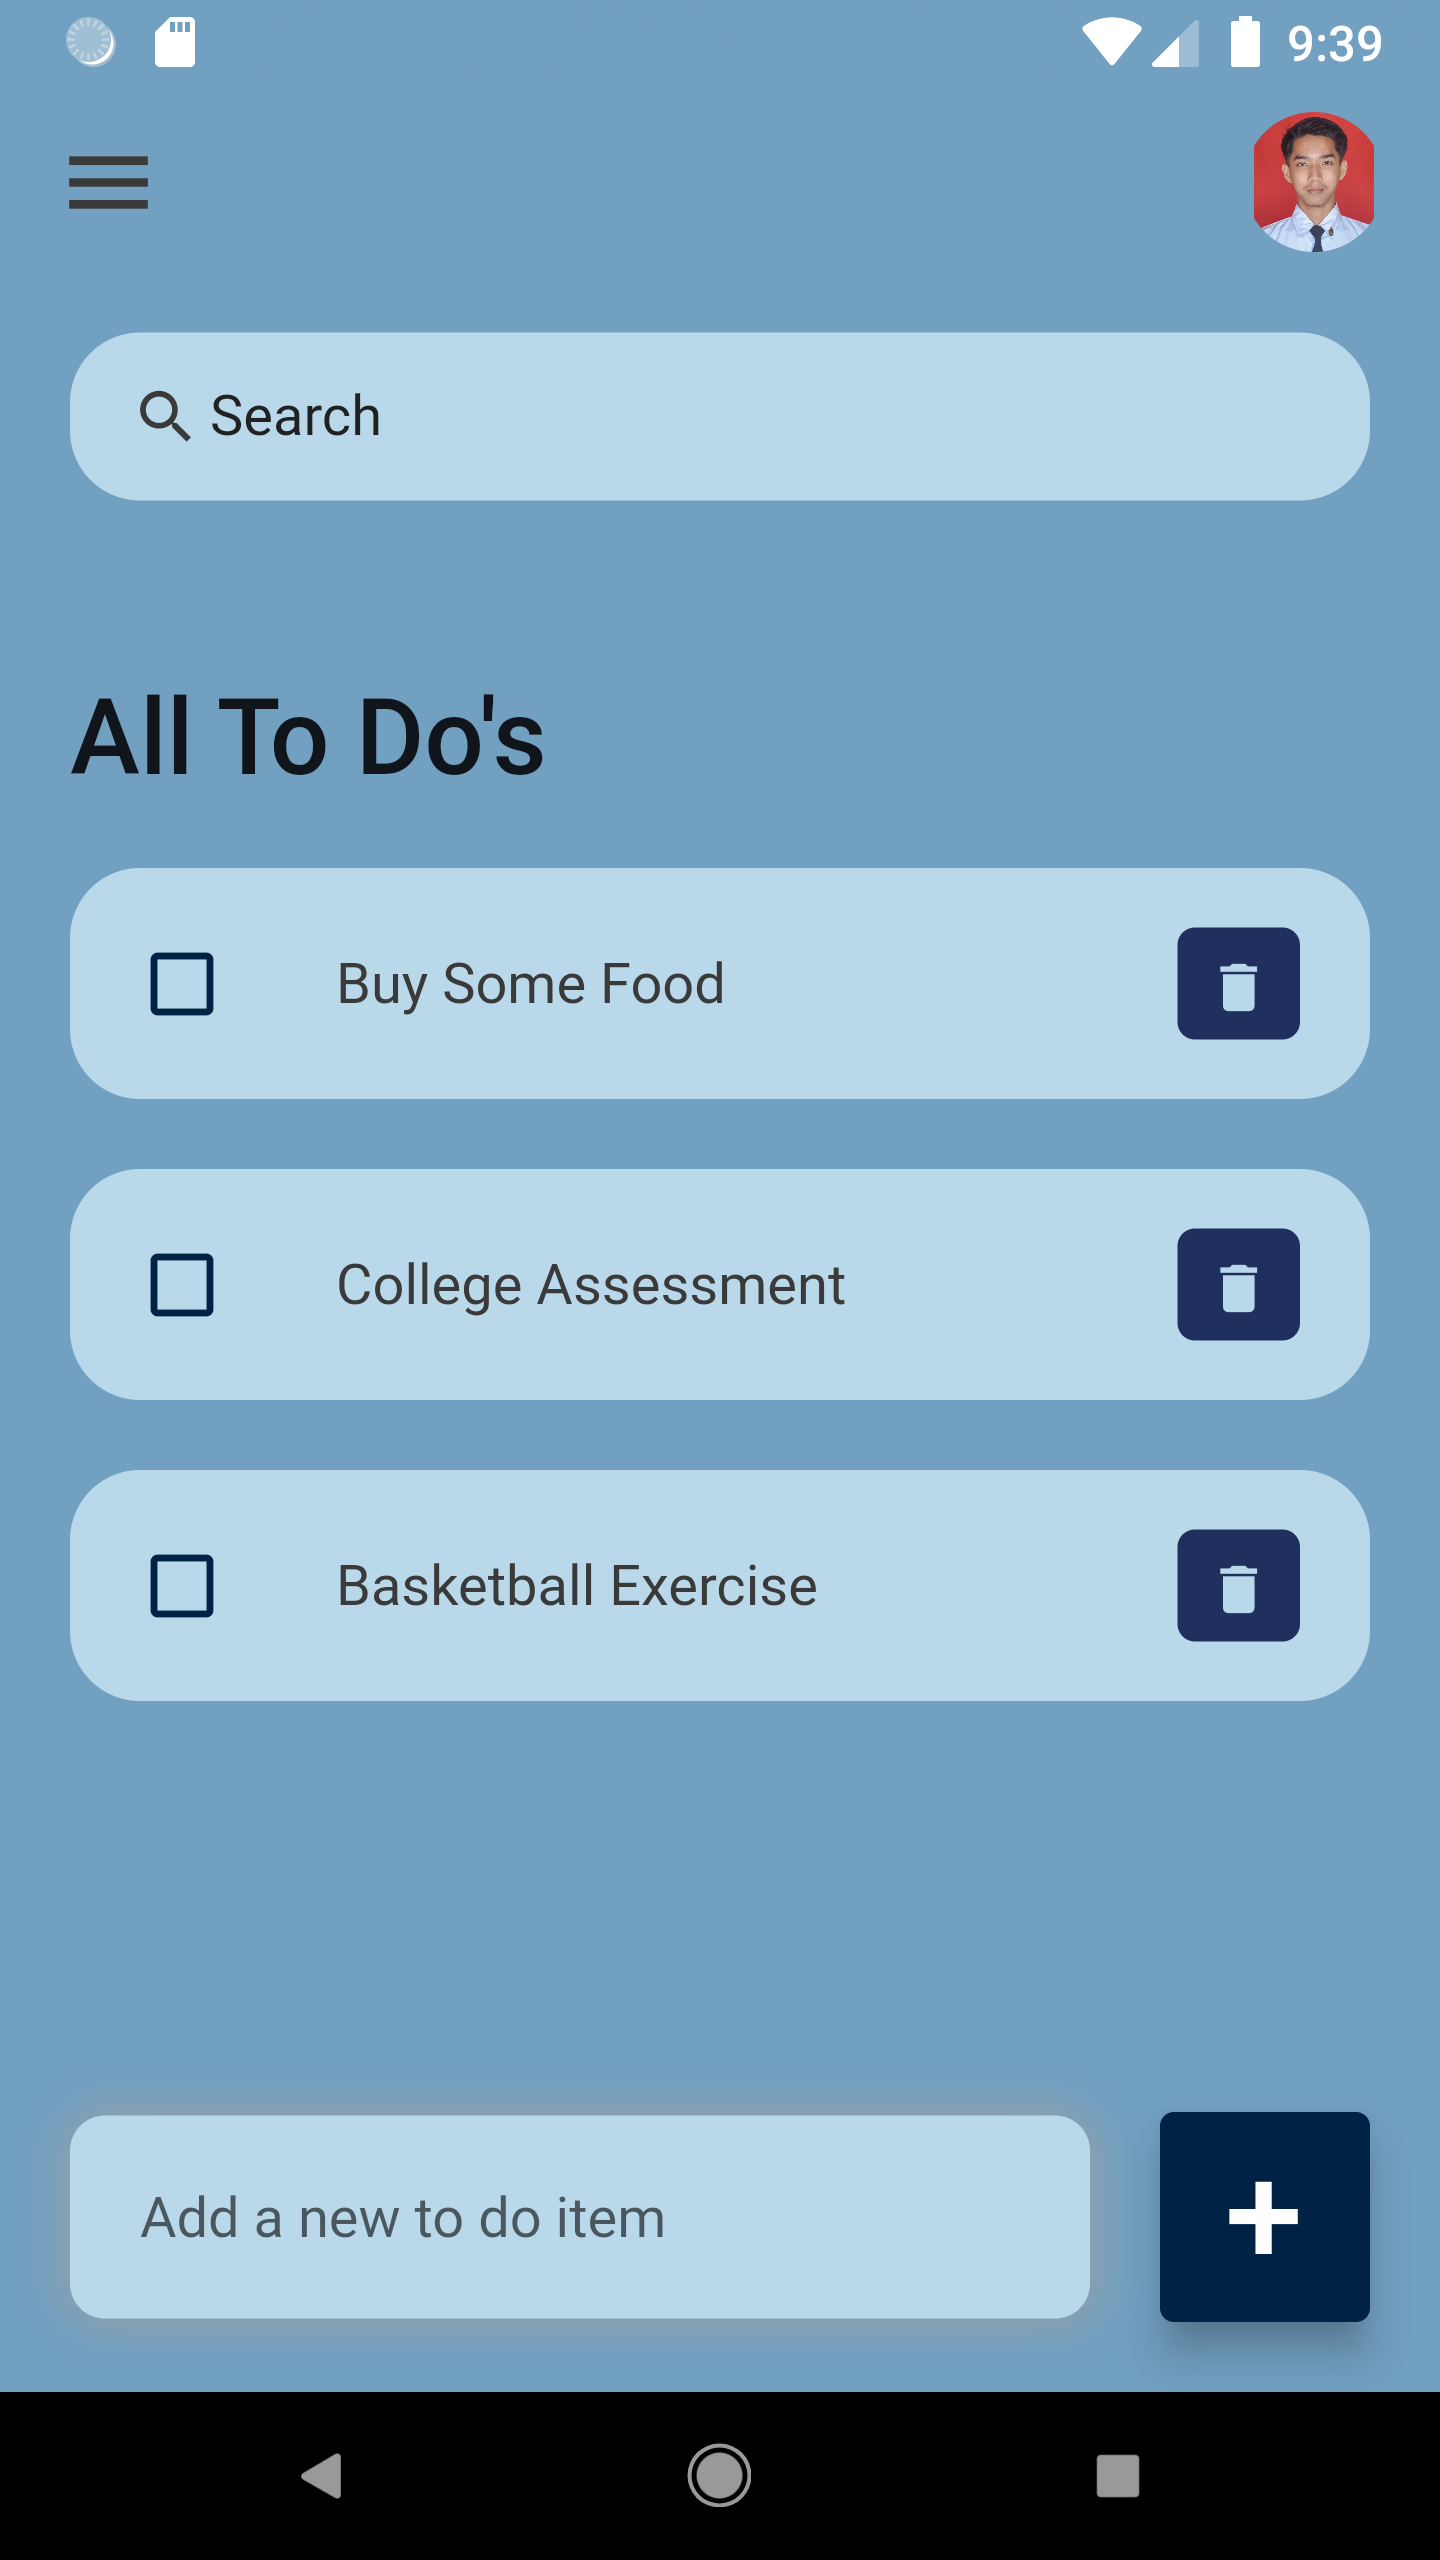 9:39
Search
All To Do's
Buy Some Food
College Assessment
Basketball Exercise
Add a new to do item